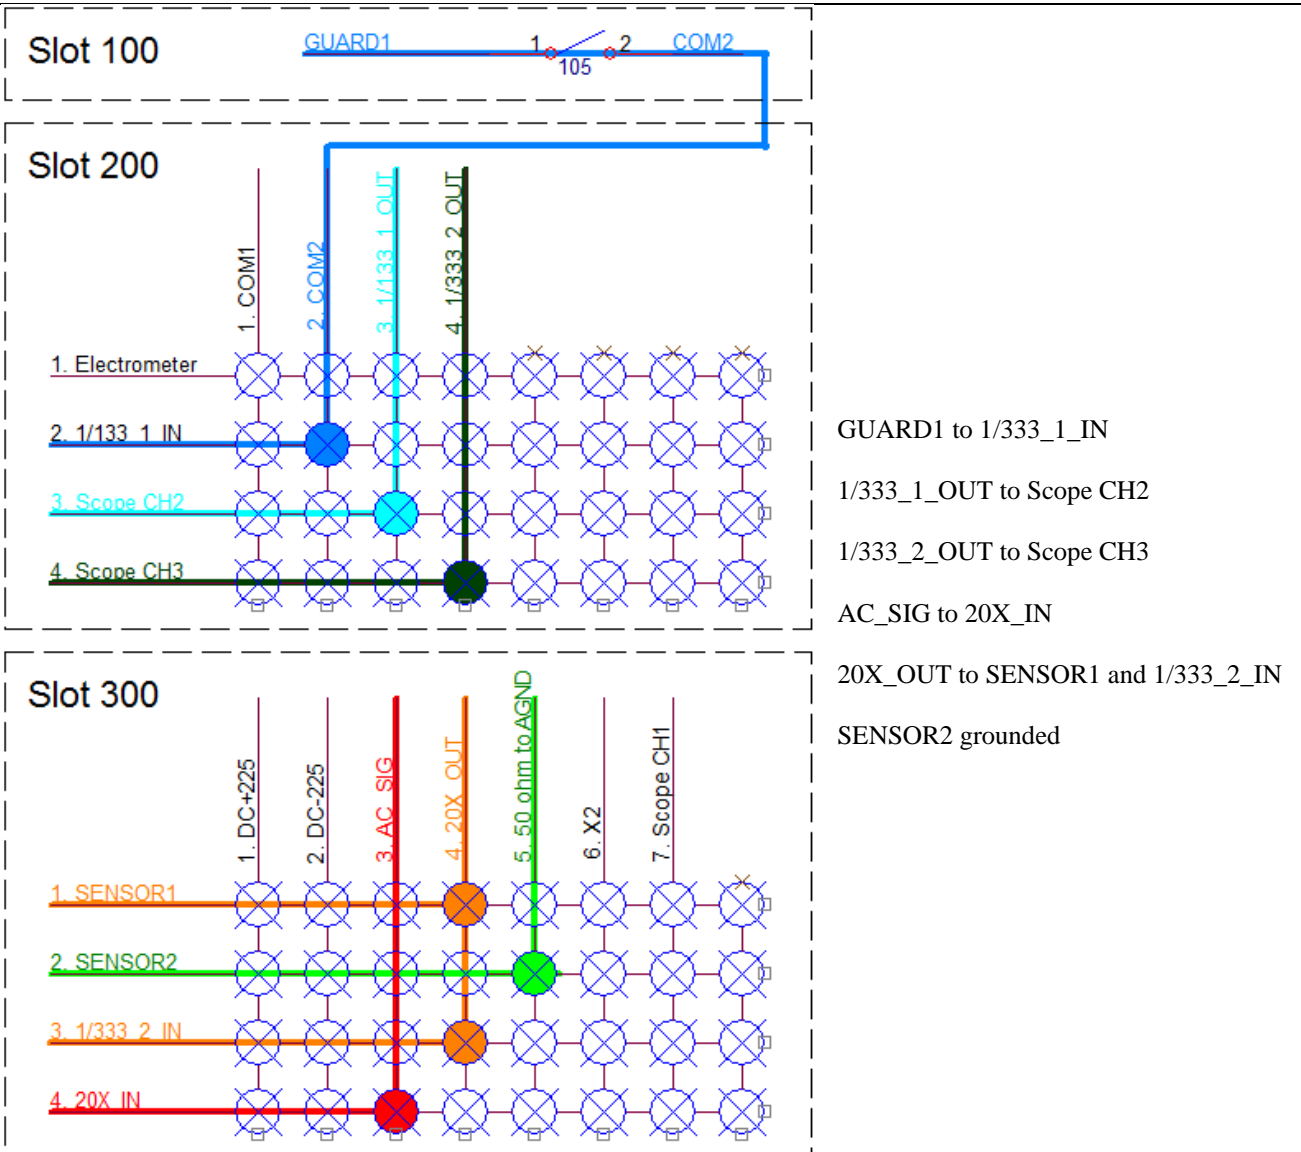 Slot 100
GUARD1
1
2
COM2
105
Slot 200
1. COM1
2. COM2
3. 1/133_1_OUT
4. 1/333_2_OUT
1. Electrometer
2. 1/133_1_IN
3. Scope CH2
4. Scope CH3
GUARD1 to 1/333_1_IN
1/333_1_OUT to Scope CH2
1/333_2_OUT to Scope CH3
AC_SIG to 20X_IN
20X_OUT to SENSOR1 and 1/333_2_IN
SENSOR2 grounded
Slot 300
1. DC+225
2. DC-225
3. AC_SIG
4. 20X_OUT
5. 50 ohm to AGND
6. X2
7. Scope CH1
1. SENSOR1
2. SENSOR2
3. 1/333_2_IN
4. 20X_IN